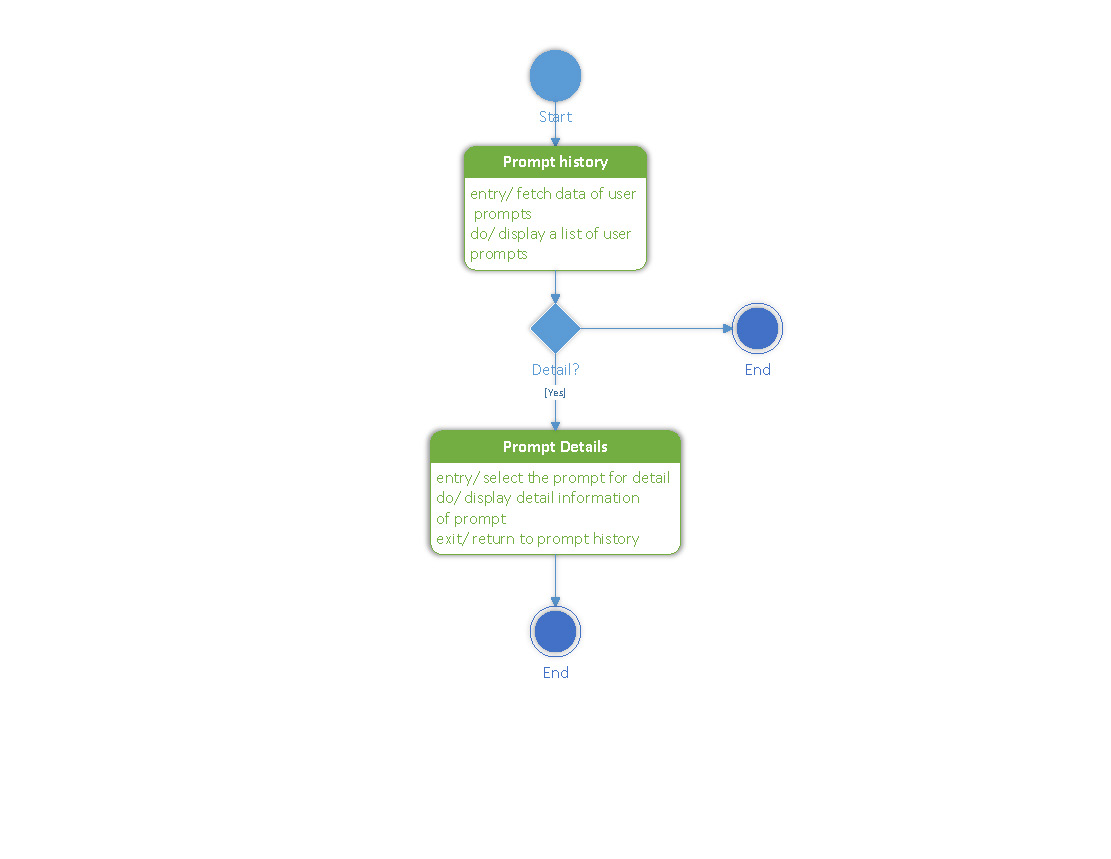 Start
Prompt history
entry/ fetch data of user
prompts
do/ display a list of user
prompts
Detail?
End
[Yes]
Prompt Details
entry/ select the prompt for detail
do/ display detail information
of prompt
exit/ return to prompt history
End